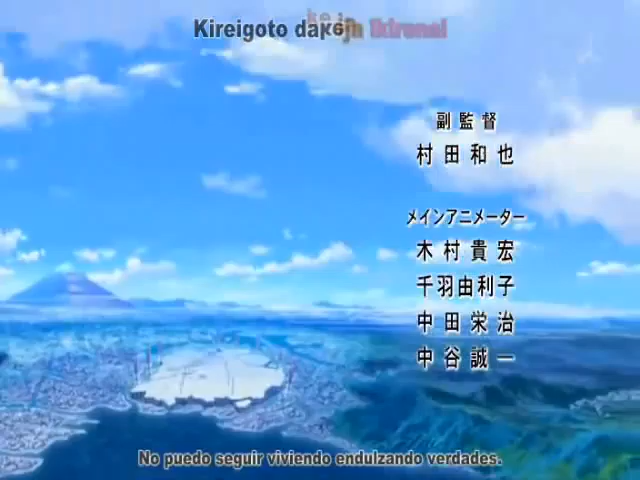 Kireigoto dake ja ikirenai
副監督
村田和也
メインアニメーター
木村貴宏
千羽由利子
中田栄治
中谷誠一
No puedo seguir viviendo endulzando verdades.